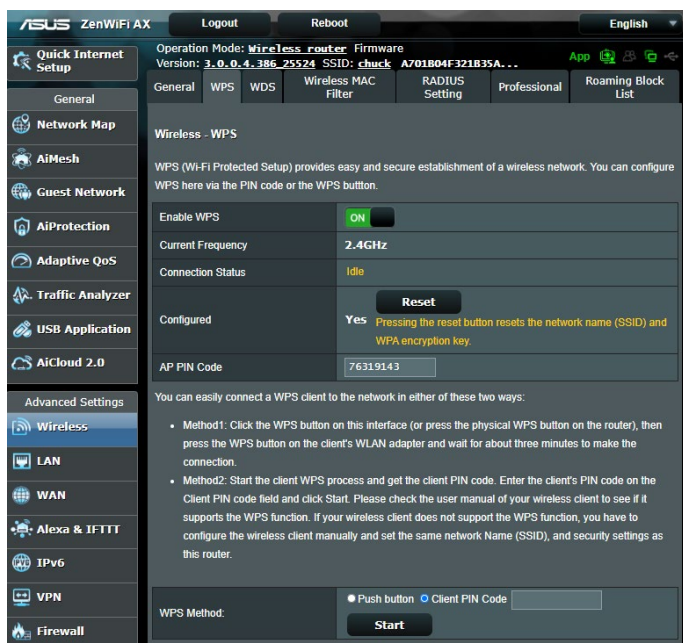 ASUS ZenWiFi AX Logout Reboot English
Quick Internet Setup
Operation Mode: Wireless router Firmware
Version: 3.0.0.4.386_25524 SSID: chuck A701B04F321B35A...
App
General WPS WDS Wireless MAC Filter RADIUS Setting Professional Roaming Block List
General
Network Map
AiMesh
Guest Network
AiProtection
Adaptive QoS
Traffic Analyzer
USB Application
AiCloud 2.0
Advanced Settings
Wireless
LAN
WAN
Alexa & IFTTT
IPv6
VPN
Firewall
Wireless - WPS
WPS (Wi-Fi Protected Setup) provides easy and secure establishment of a wireless network. You can configure
WPS here via the PIN code or the WPS buttton.
Enable WPS ON
Current Frequency 2.4GHz
Connection Status Idle
Configured Yes Reset
Pressing the reset button resets the network name (SSID) and
WPA encryption key.
AP PIN Code 76319143
You can easily connect a WPS client to the network in either of these two ways:
• Method1: Click the WPS button on this interface (or press the physical WPS button on the router), then
press the WPS button on the client's WLAN adapter and wait for about three minutes to make the
connection.
• Method2: Start the client WPS process and get the client PIN code. Enter the client's PIN code on the
Client PIN code field and click Start. Please check the user manual of your wireless client to see if it
supports the WPS function. If your wireless client does not support the WPS function, you have to
configure the wireless client manually and set the same network Name (SSID), and security settings as
this router.
WPS Method: Push button Client PIN Code
Start